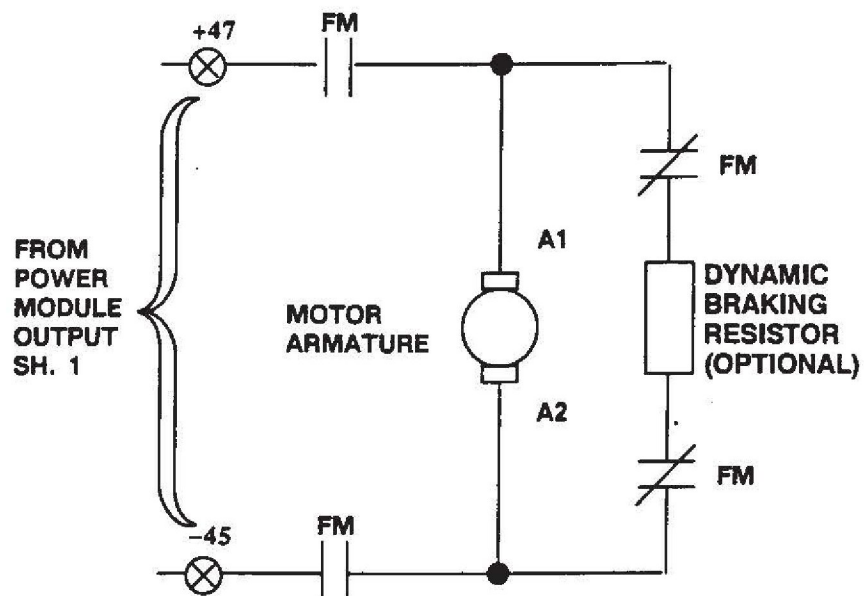 +47
FM
FM
A1
FROM
POWER
MODULE
OUTPUT
SH. 1
MOTOR
ARMATURE
DYNAMIC
BRAKING
RESISTOR
(OPTIONAL)
A2
FM
FM
−45